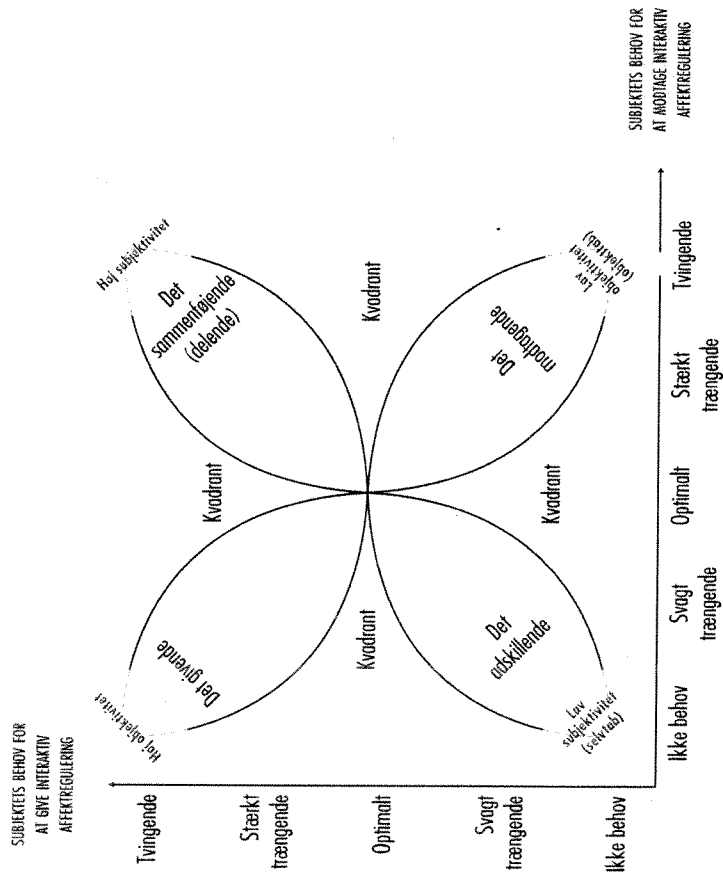 SUBJEKTETS BEHOV FOR
AT GIVE INTERAKTIV
AFFEKTREGULERING
Tvingende
Stærkt
trængende
Optimalt
Svagt
trængende
Ikke behov
Høj objektivitet
Det givende
Kvadrant
Høj subjektivitet
Det
sammenføjende
(delende)
Kvadrant
Kvadrant
Det
adskillende
Lav
subjektivitet
(selvtab)
Kvadrant
Det
modtagende
Lav
objektivitet
(objekttab)
Ikke behov
Svagt
trængende
Optimalt
Stærkt
trængende
Tvingende
SUBJEKTETS BEHOV FOR
AT MODTAGE INTERAKTIV
AFFEKTREGULERING